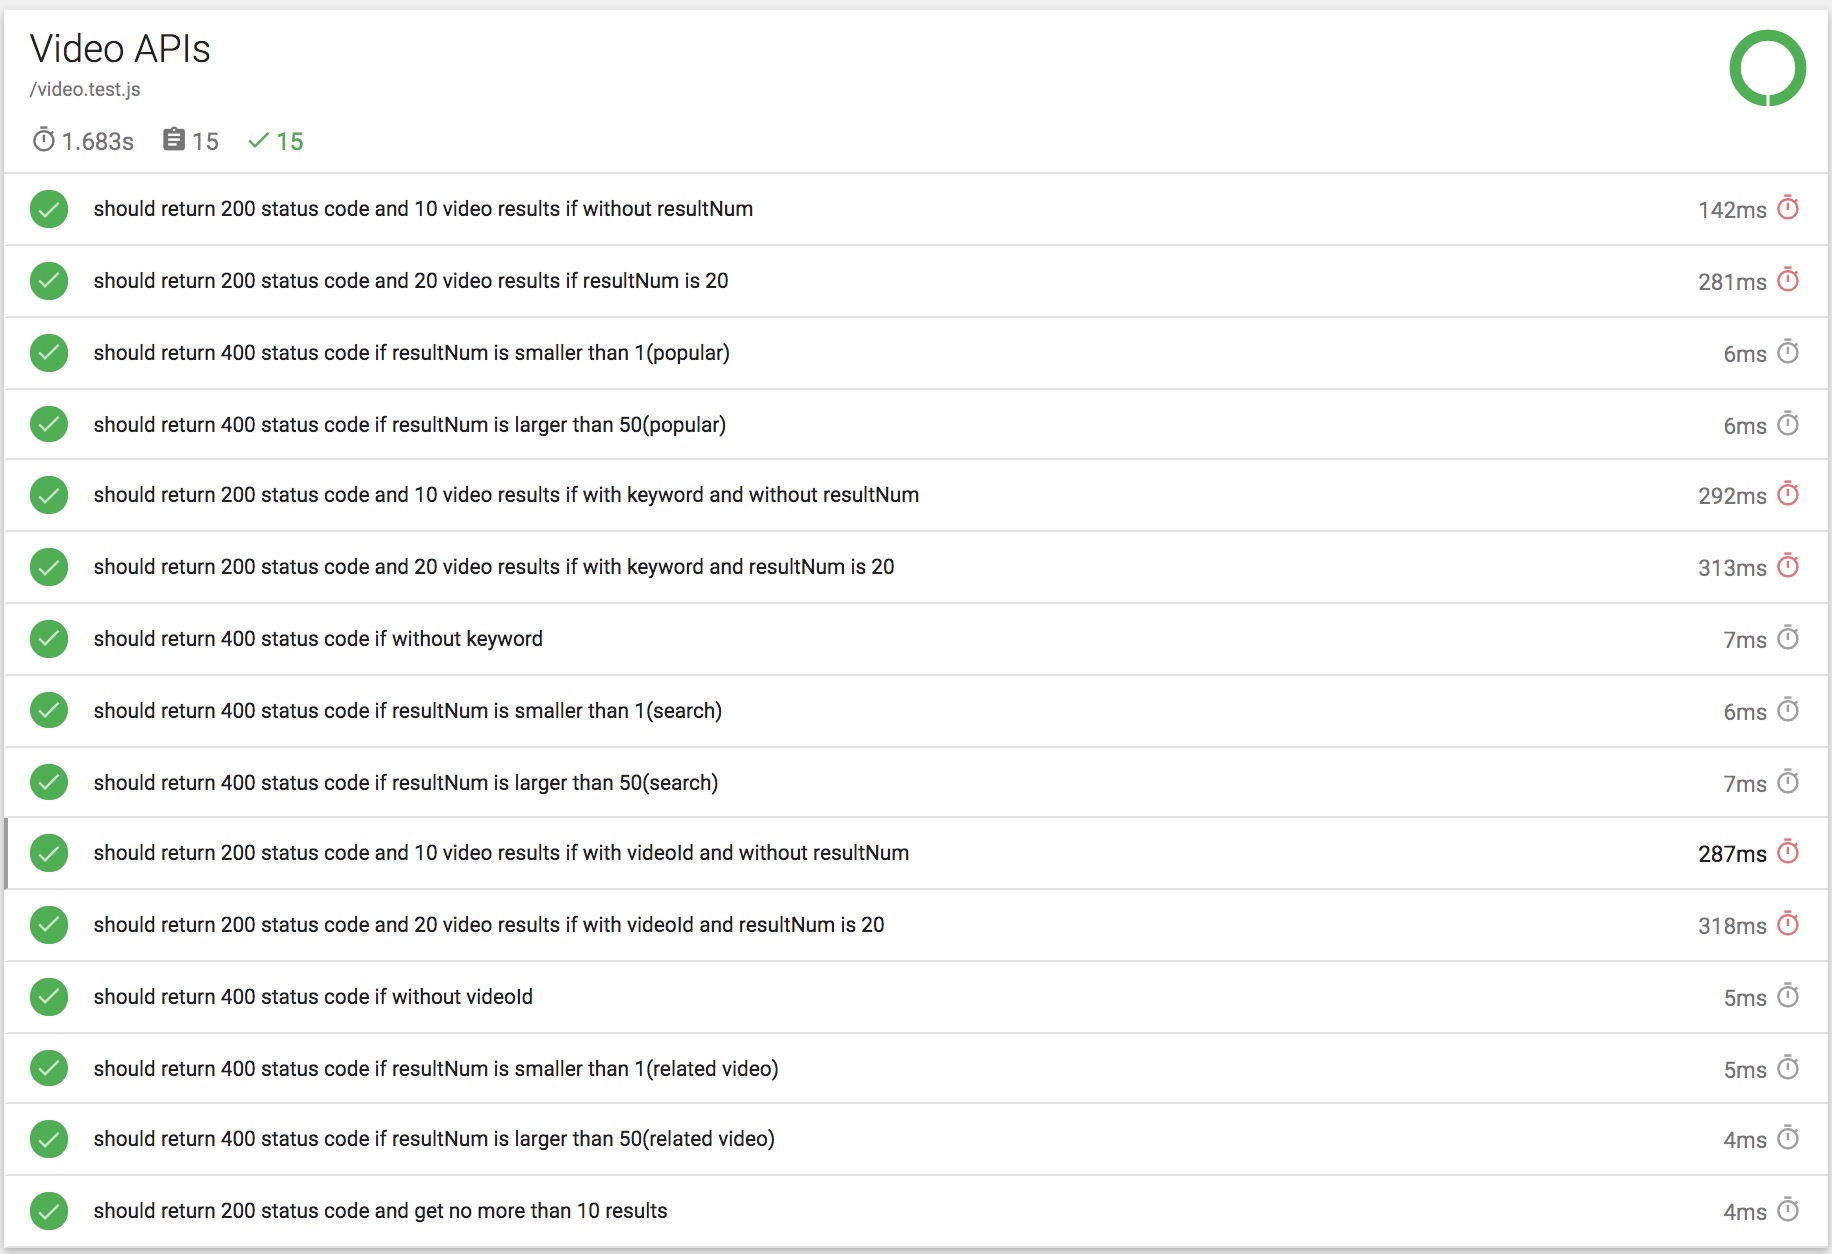 Video APIs
/video.test.js
1.683s 15 15
should return 200 status code and 10 video results if without resultNum 142ms
should return 200 status code and 20 video results if resultNum is 20 281ms
should return 400 status code if resultNum is smaller than 1(popular) 6ms
should return 400 status code if resultNum is larger than 50(popular) 6ms
should return 200 status code and 10 video results if with keyword and without resultNum 292ms
should return 200 status code and 20 video results if with keyword and resultNum is 20 313ms
should return 400 status code if without keyword 7ms
should return 400 status code if resultNum is smaller than 1(search) 6ms
should return 400 status code if resultNum is larger than 50(search) 7ms
should return 200 status code and 10 video results if with videoId and without resultNum 287ms
should return 200 status code and 20 video results if with videoId and resultNum is 20 318ms
should return 400 status code if without videoId 5ms
should return 400 status code if resultNum is smaller than 1(related video) 5ms
should return 400 status code if resultNum is larger than 50(related video) 4ms
should return 200 status code and get no more than 10 results 4ms